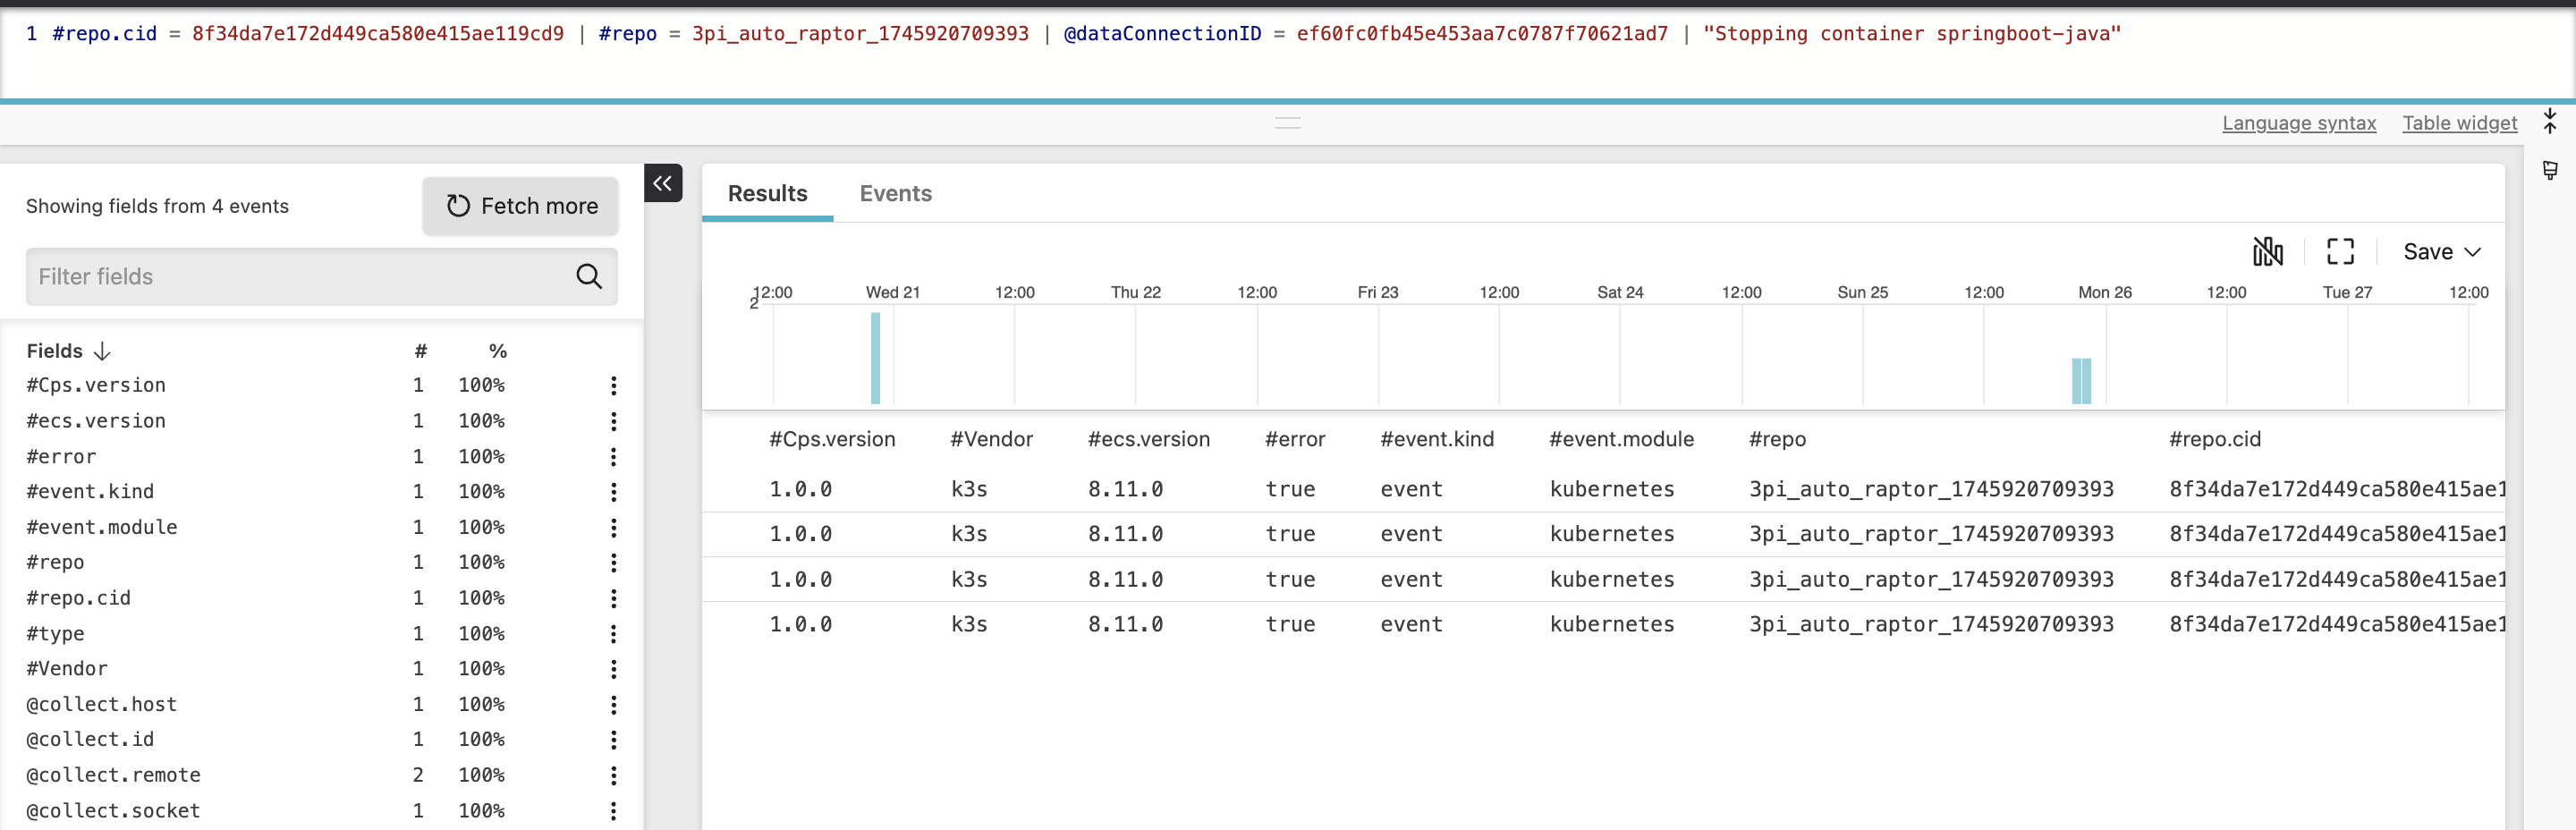 1 #repo.cid = 8f34da7e172d449ca580e415ae119cd9 | #repo = 3pi_auto_raptor_1745920709393 | @dataConnectionID = ef60fc0fb45e453aa7c0787f70621ad7 | "Stopping container springboot-java"
Language syntax Table widget
Showing fields from 4 events
Fetch more
Filter fields
Fields # %
#Cps.version 1 100%
#ecs.version 1 100%
#error 1 100%
#event.kind 1 100%
#event.module 1 100%
#repo 1 100%
#repo.cid 1 100%
#type 1 100%
#Vendor 1 100%
@collect.host 1 100%
@collect.id 1 100%
@collect.remote 2 100%
@collect.socket 1 100%
Results Events
Save
12:00 Wed 21 12:00 Thu 22 12:00 Fri 23 12:00 Sat 24 12:00 Sun 25 12:00 Mon 26 12:00 Tue 27 12:00
2
#Cps.version #Vendor #ecs.version #error #event.kind #event.module #repo #repo.cid
1.0.0 k3s 8.11.0 true event kubernetes 3pi_auto_raptor_1745920709393 8f34da7e172d449ca580e415ae1
1.0.0 k3s 8.11.0 true event kubernetes 3pi_auto_raptor_1745920709393 8f34da7e172d449ca580e415ae1
1.0.0 k3s 8.11.0 true event kubernetes 3pi_auto_raptor_1745920709393 8f34da7e172d449ca580e415ae1
1.0.0 k3s 8.11.0 true event kubernetes 3pi_auto_raptor_1745920709393 8f34da7e172d449ca580e415ae1